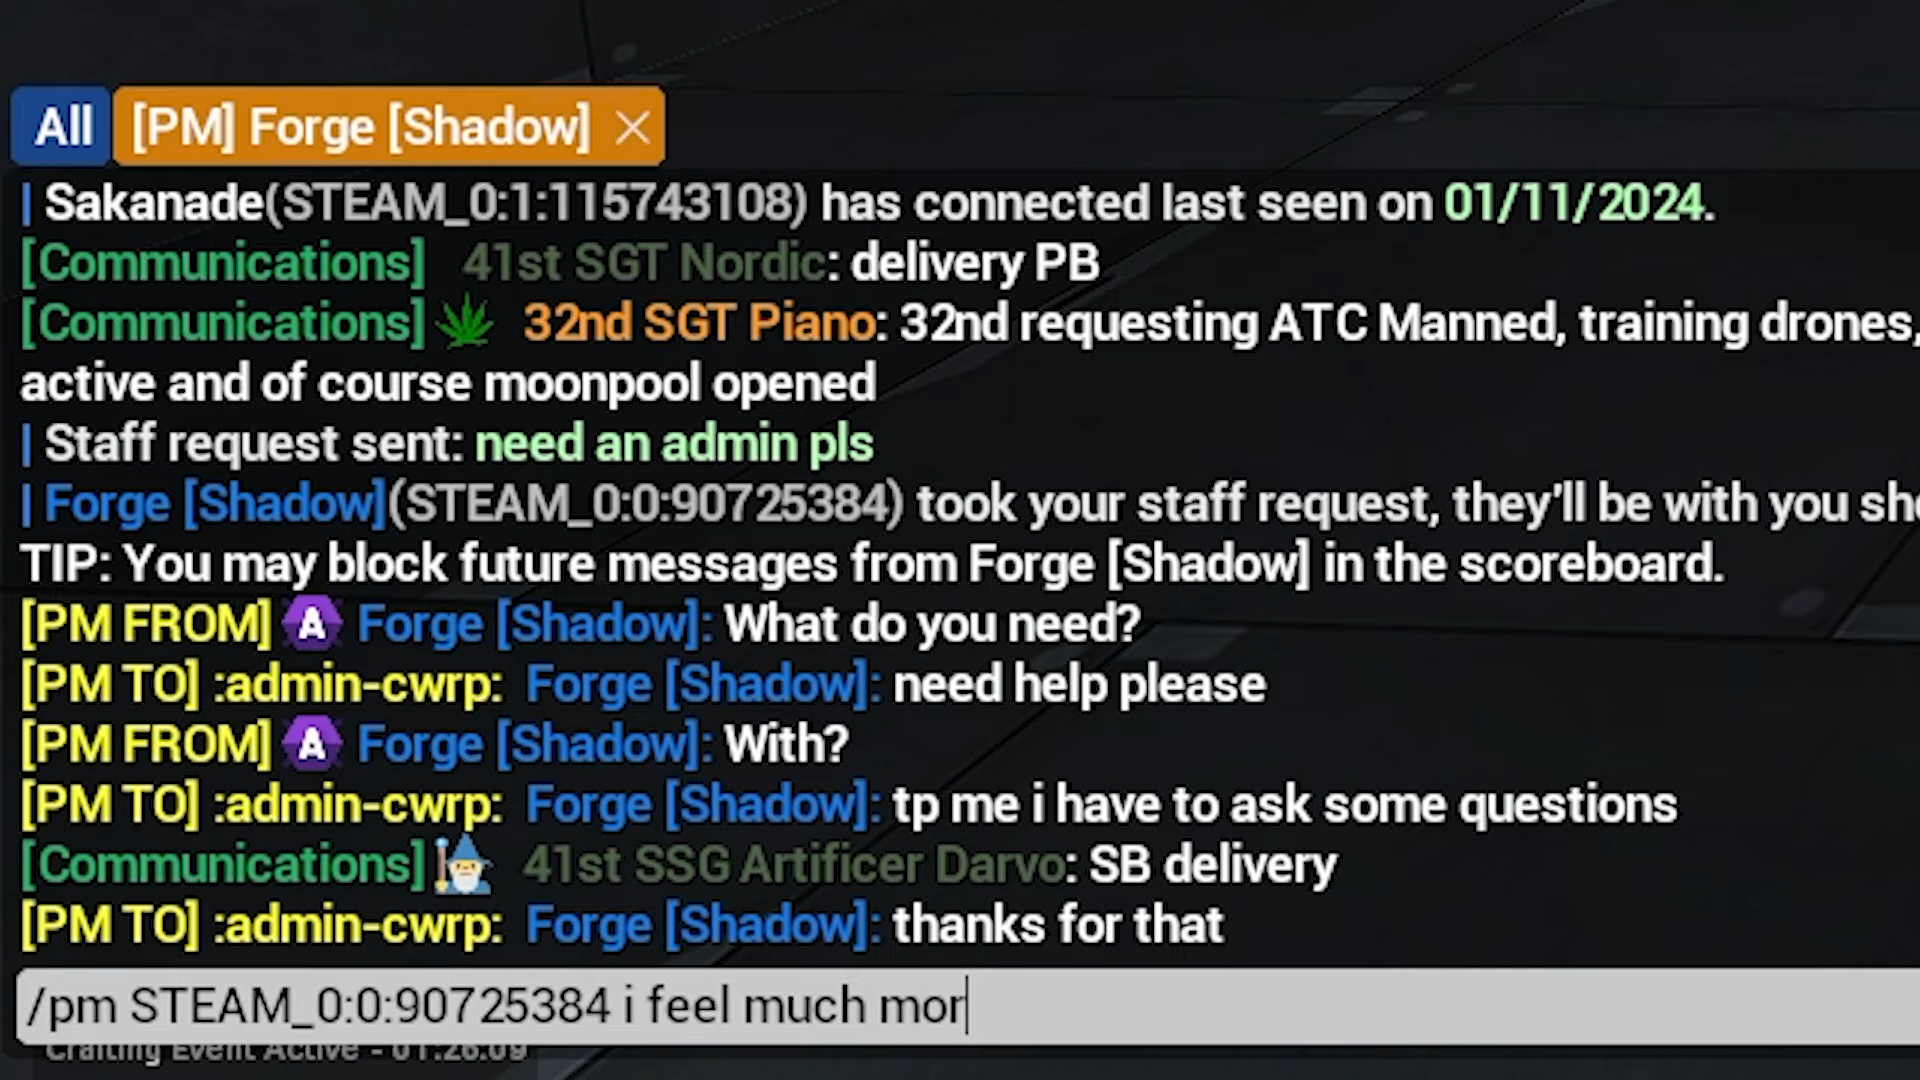 All [PM] Forge [Shadow] ×
| Sakanade(STEAM_0:1:115743108) has connected last seen on 01/11/2024.
[Communications] 41st SGT Nordic: delivery PB
[Communications] 32nd SGT Piano: 32nd requesting ATC Manned, training drones,
active and of course moonpool opened
| Staff request sent: need an admin pls
| Forge [Shadow](STEAM_0:0:90725384) took your staff request, they'll be with you
TIP: You may block future messages from Forge [Shadow] in the scoreboard.
[PM FROM] A Forge [Shadow]: What do you need?
[PM TO] :admin-cwrp: Forge [Shadow]: need help please
[PM FROM] A Forge [Shadow]: With?
[PM TO] :admin-cwrp: Forge [Shadow]: tp me i have to ask some questions
[Communications] 41st SSG Artificer Darvo: SB delivery
[PM TO] :admin-cwrp: Forge [Shadow]: thanks for that
/pm STEAM_0:0:90725384 i feel much mor
Crafting Event Active - 01:26:09